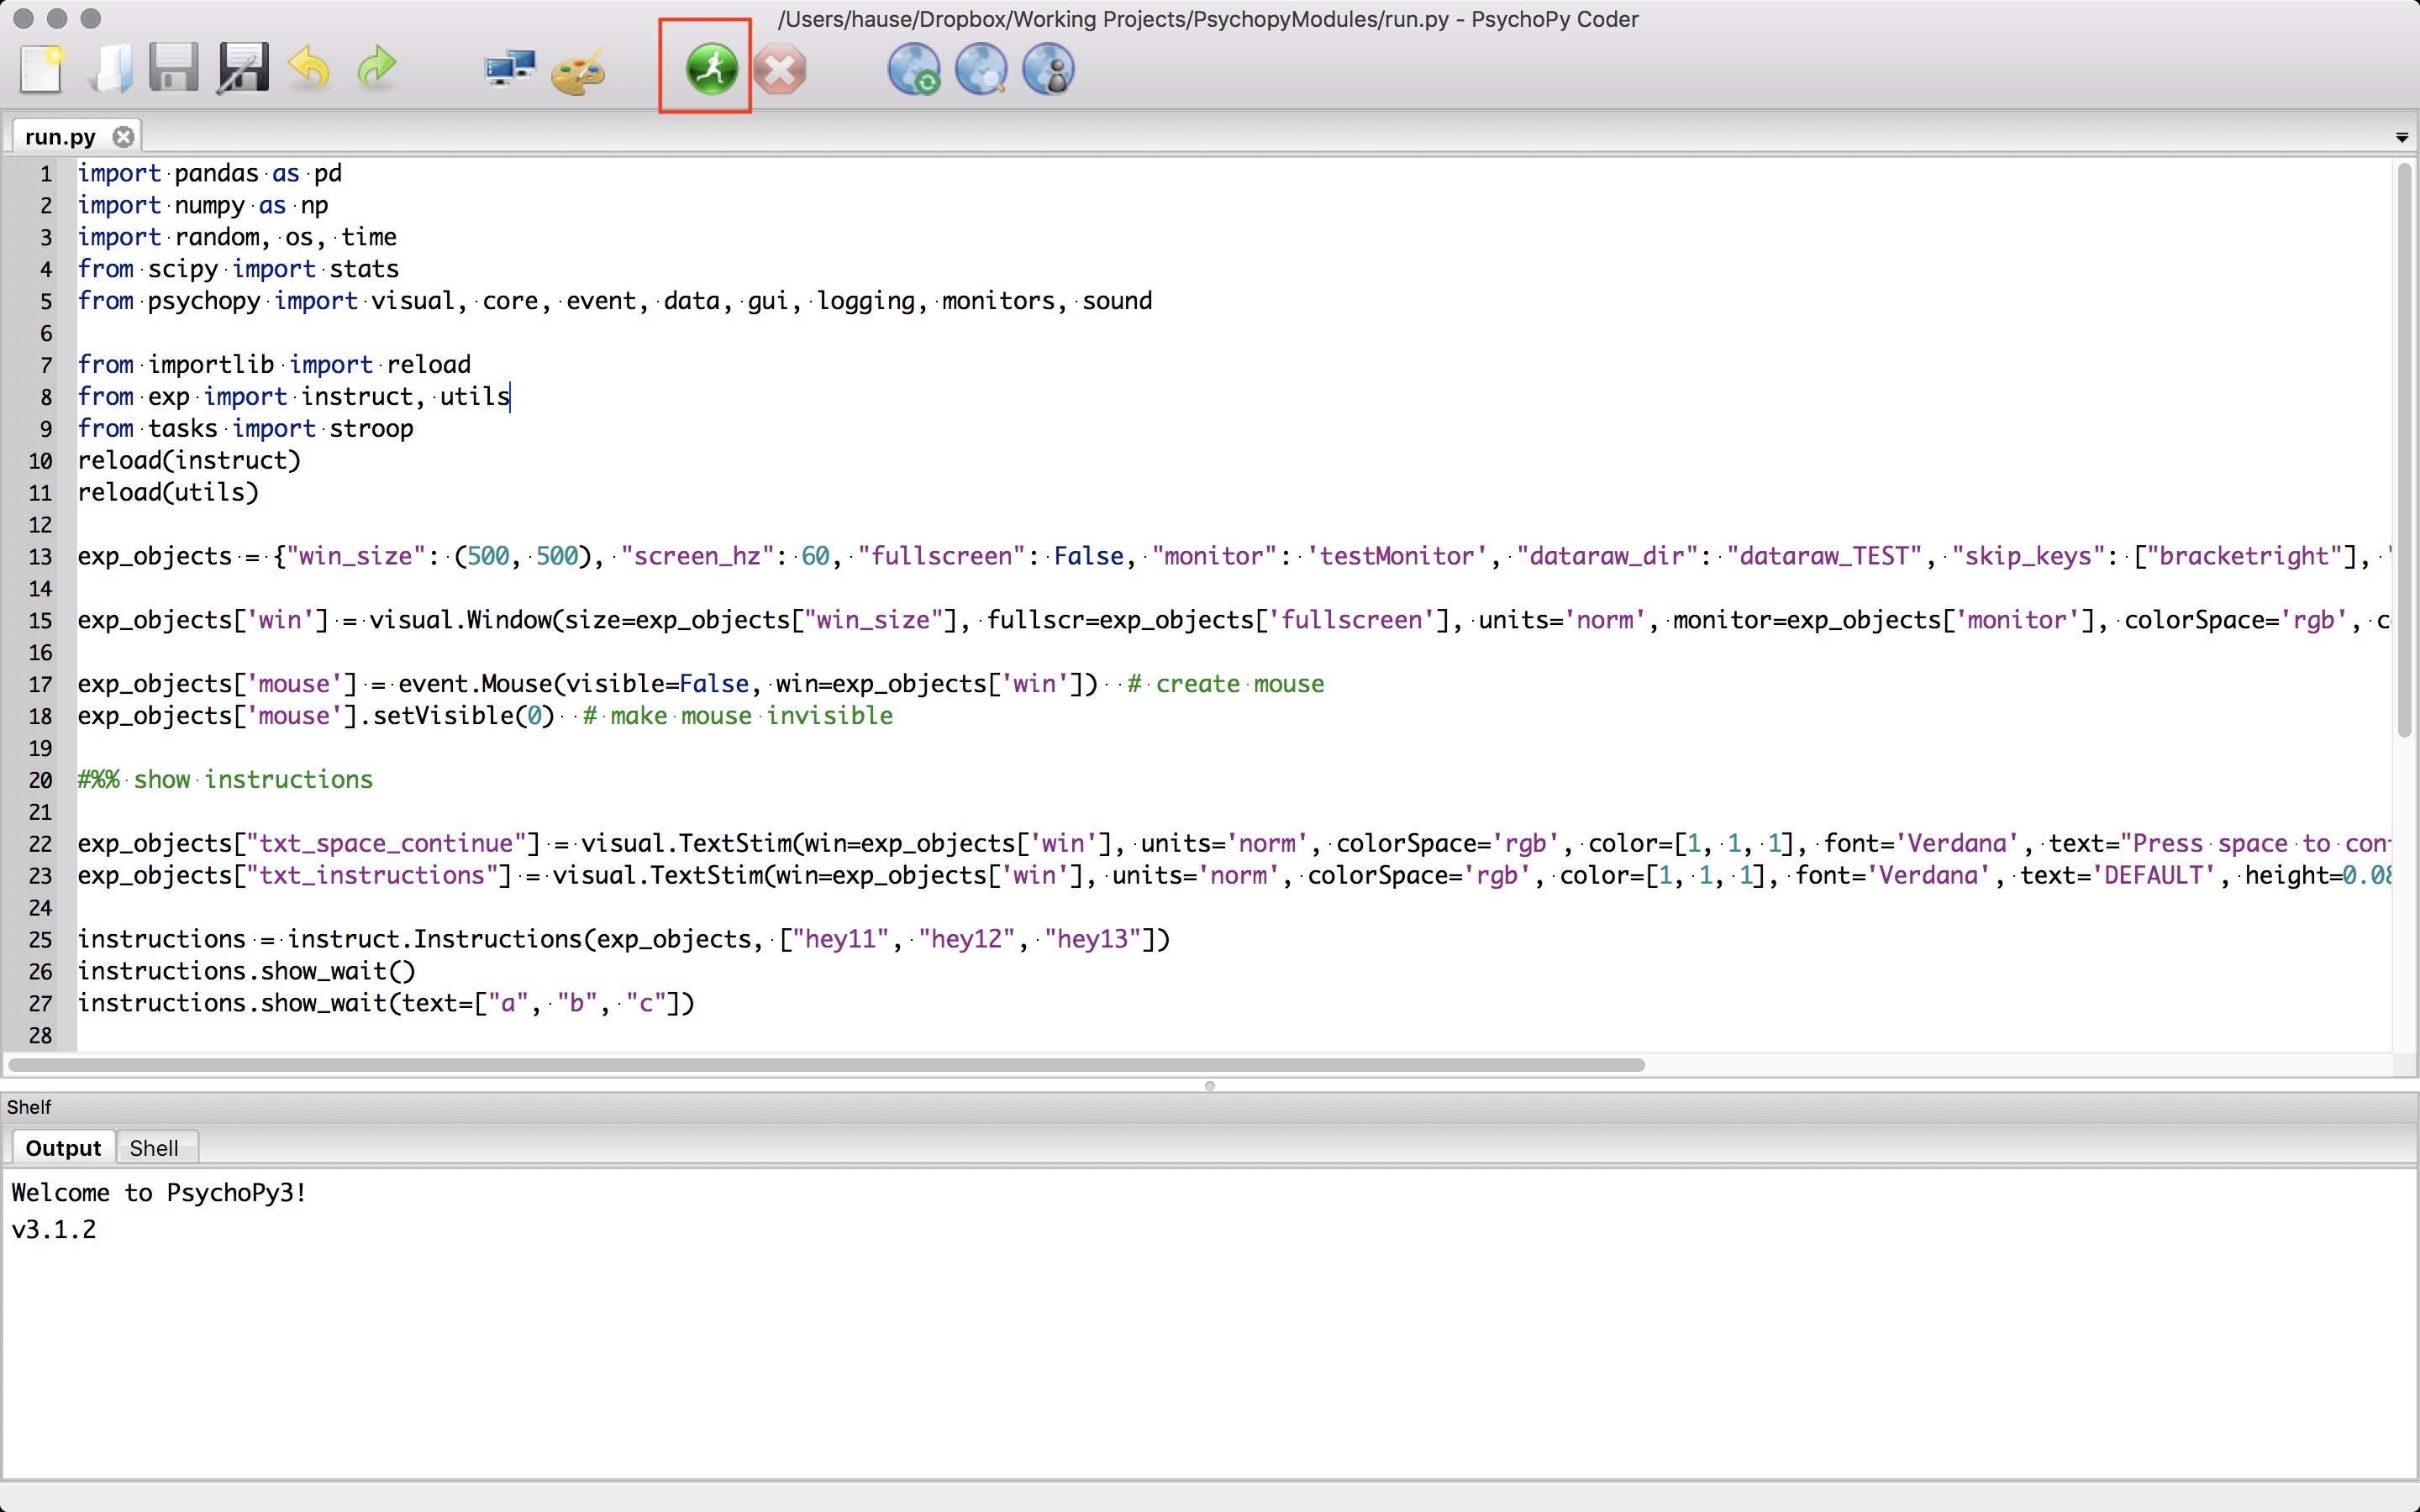 /Users/hause/Dropbox/Working Projects/PsychopyModules/run.py - PsychoPy Coder
run.py
1 import pandas as pd
2 import numpy as np
3 import random, os, time
4 from scipy import stats
5 from psychopy import visual, core, event, data, gui, logging, monitors, sound
6
7 from importlib import reload
8 from exp import instruct, utils
9 from tasks import stroop
10 reload(instruct)
11 reload(utils)
12
13 exp_objects = {"win_size": (500, 500), "screen_hz": 60, "fullscreen": False, "monitor": 'testMonitor', "dataraw_dir": "dataraw_TEST", "skip_keys": ["bracketright"], "
14
15 exp_objects['win'] = visual.Window(size=exp_objects["win_size"], fullscr=exp_objects['fullscreen'], units='norm', monitor=exp_objects['monitor'], colorSpace='rgb', c
16
17 exp_objects['mouse'] = event.Mouse(visible=False, win=exp_objects['win']) # create mouse
18 exp_objects['mouse'].setVisible(0) # make mouse invisible
19
20 #%% show instructions
21
22 exp_objects["txt_space_continue"] = visual.TextStim(win=exp_objects['win'], units='norm', colorSpace='rgb', color=[1, 1, 1], font='Verdana', text="Press space to con
23 exp_objects["txt_instructions"] = visual.TextStim(win=exp_objects['win'], units='norm', colorSpace='rgb', color=[1, 1, 1], font='Verdana', text='DEFAULT', height=0.08
24
25 instructions = instruct.Instructions(exp_objects, ["hey11", "hey12", "hey13"])
26 instructions.show_wait()
27 instructions.show_wait(text=["a", "b", "c"])
28
Shelf
Output Shell
Welcome to PsychoPy3!
v3.1.2